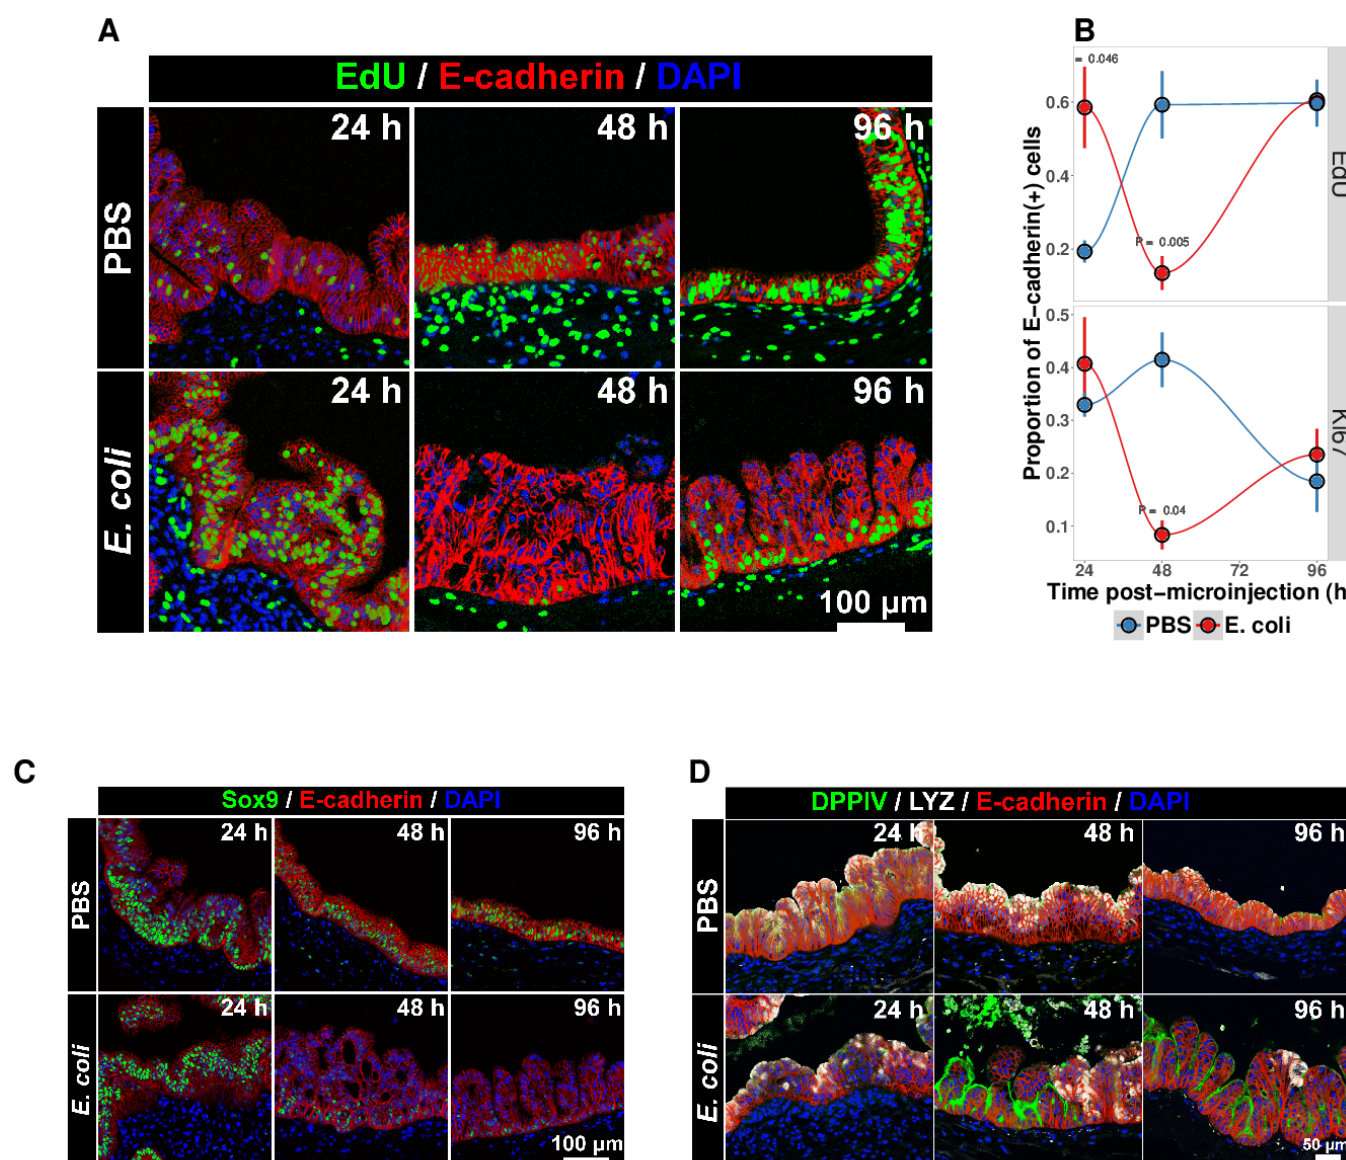 A
EdU / E-cadherin / DAPI
PBS
24 h
48 h
96 h
E. coli
24 h
48 h
96 h
100 µm
B
Proportion of E-cadherin(+) cells
= 0.046
0.6
0.4
0.2
P = 0.005
EdU
0.5
0.4
0.3
0.2
0.1
P = 0.04
24
48
72
96
Time post-microinjection (h
PBS
E. coli
C
Sox9 / E-cadherin / DAPI
PBS
24 h
48 h
96 h
E. coli
24 h
48 h
96 h
100 µm
D
DPPIV / LYZ / E-cadherin / DAPI
PBS
24 h
48 h
96 h
E. coli
24 h
48 h
96 h
50 µm